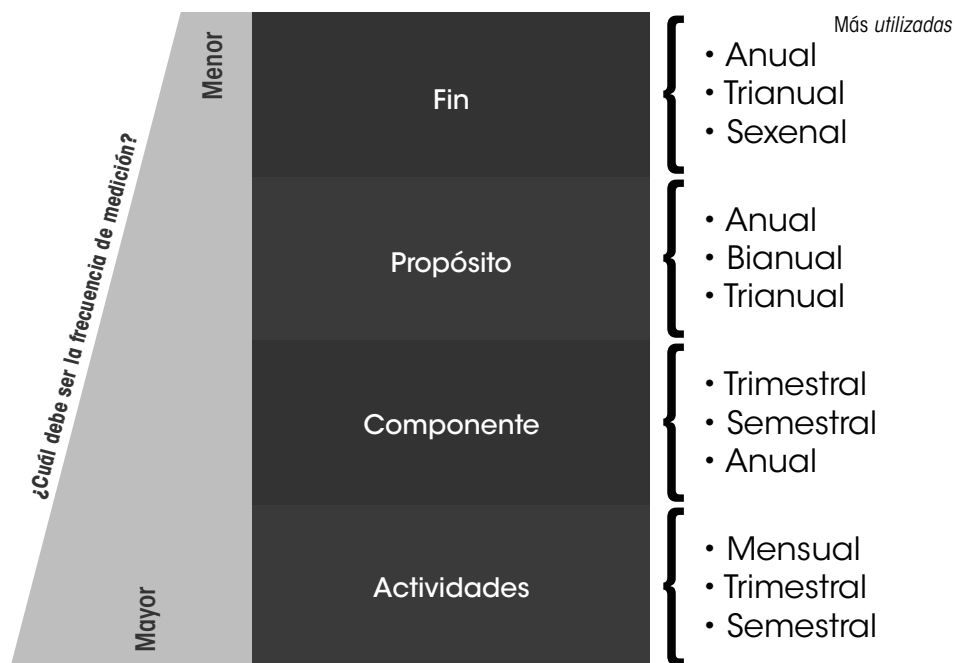 Más utilizadas
¿Cuál debe ser la frecuencia de medición?
Menor
Fin
• Anual
• Trianual
• Sexenal
Propósito
• Anual
• Bianual
• Trianual
Componente
• Trimestral
• Semestral
• Anual
Mayor
Actividades
• Mensual
• Trimestral
• Semestral